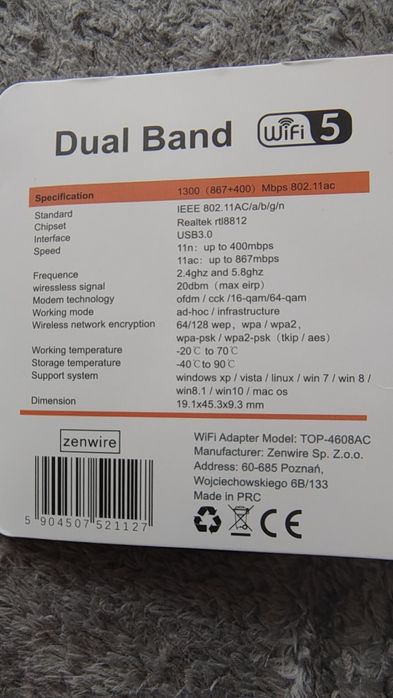 Dual Band WiFi 5
Specification 1300（867+400）Mbps 802.11ac
Standard IEEE 802.11AC/a/b/g/n
Chipset Realtek rtl8812
Interface USB3.0
Speed 11n: up to 400mbps
11ac: up to 867mbps
Frequence 2.4ghz and 5.8ghz
wiressless signal 20dbm（max eirp）
Modem technology ofdm / cck /16-qam/64-qam
Working mode ad-hoc / infrastructure
Wireless network encryption 64/128 wep，wpa / wpa2，
wpa-psk / wpa2-psk（tkip / aes）
Working temperature -20℃ to 70℃
Storage temperature -40℃ to 90℃
Support system windows xp / vista / linux / win 7 / win 8 /
win8.1 / win10 / mac os
Dimension 19.1x45.3x9.3 mm
zenwire
5 904507 521127
WiFi Adapter Model: TOP-4608AC
Manufacturer: Zenwire Sp. Z.o.o.
Address: 60-685 Poznań,
Wojciechowskiego 6B/133
Made in PRC
CE